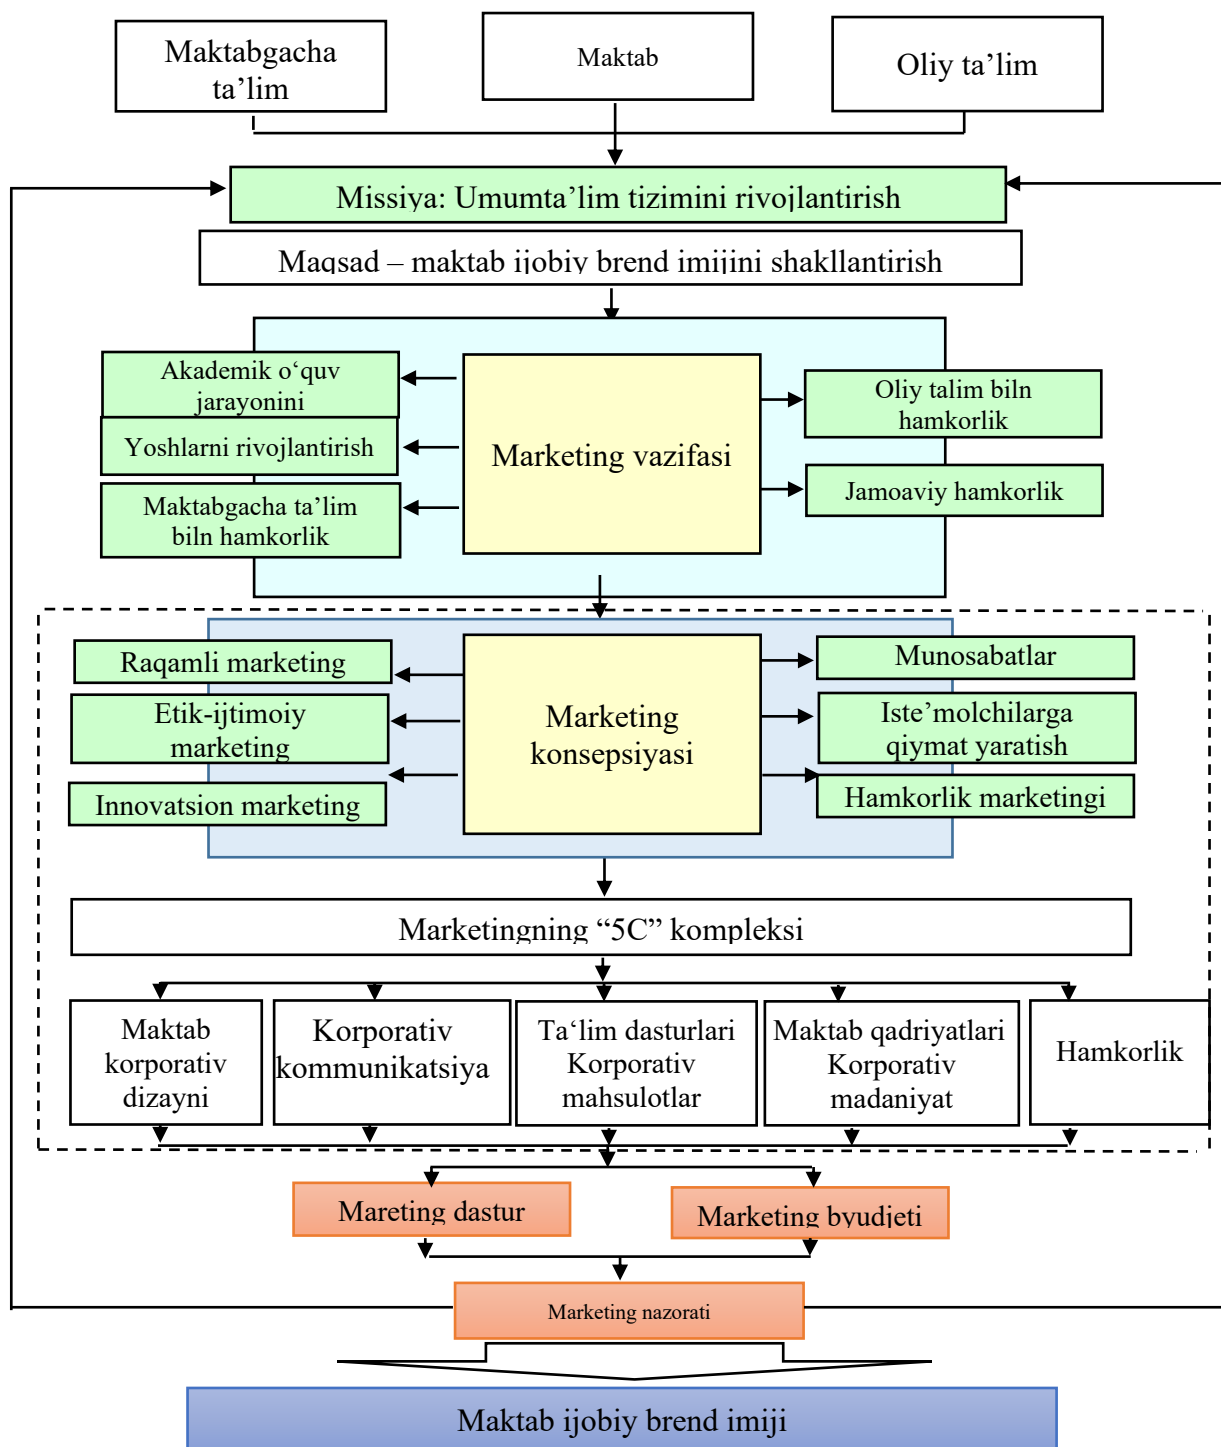 Maktabgacha
ta’lim
Maktab
Oliy ta’lim
Missiya: Umumta’lim tizimini rivojlantirish
Maqsad – maktab ijobiy brend imijini shakllantirish
Akademik o‘quv
jarayonini
Yoshlarni rivojlantirish
Maktabgacha ta’lim
biln hamkorlik
Marketing vazifasi
Oliy talim biln
hamkorlik
Jamoaviy hamkorlik
Raqamli marketing
Etik-ijtimoiy
marketing
Innovatsion marketing
Marketing
konsepsiyasi
Munosabatlar
Iste’molchilarga
qiymat yaratish
Hamkorlik marketingi
Marketingning “5C” kompleksi
Maktab
korporativ
dizayni
Korporativ
kommunikatsiya
Ta‘lim dasturlari
Korporativ
mahsulotlar
Maktab qadriyatlari
Korporativ
madaniyat
Hamkorlik
Mareting dastur
Marketing byudjeti
Marketing nazorati
Maktab ijobiy brend imiji